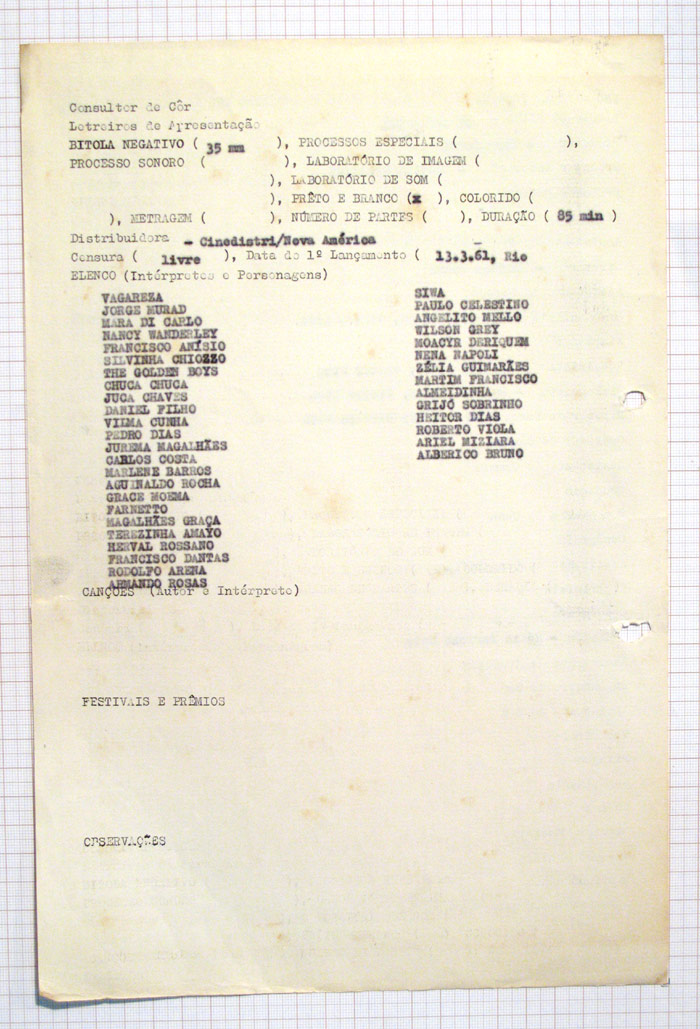 Consultor de Côr
Letreiros de Apresentação
BITOLA NEGATIVO ( 35 mm ), PROCESSOS ESPECIAIS ( ),
PROCESSO SONORO ( ), LABORATÓRIO DE IMAGEM (
), LABORATÓRIO DE SOM (
), PRÊTO E BRANCO (x ), COLORIDO (
), METRAGEM ( ), NÚMERO DE PARTES ( ), DURAÇÃO ( 85 min )
Distribuidora - Cinedistri/Nova América
Censura ( livre ), Data do 1º Lançamento ( 13.3.61, Rio
ELENCO (Intérpretes e Personagens)
VAGAREZA
JORGE MURAD
MARA DI CARLO
NANCY WANDERLEY
FRANCISCO ANÍSIO
SILVINHA CHIOZZO
THE GOLDEN BOYS
CHUCA CHUCA
JUCA CHAVES
DANIEL FILHO
VILMA CUNHA
PEDRO DIAS
JUREMA MAGALHÃES
CARLOS COSTA
MARLENE BARROS
AGUINALDO ROCHA
GRACE MOEMA
FARNETTO
MAGALHÃES GRAÇA
TEREZINHA AMAYO
HERVAL ROSSANO
FRANCISCO DANTAS
RODOLFO ARENA
ARMANDO ROSAS
SIWA
PAULO CELESTINO
ANGELITO MELLO
WILSON GREY
MOACYR DERIQUEM
NENA NAPOLI
ZÉLIA GUIMARÃES
MARTIM FRANCISCO
ALMEIDINHA
GRIJÓ SOBRINHO
HEITOR DIAS
ROBERTO VIOLA
ARIEL MIZIARA
ALBERICO BRUNO
CANÇÕES (Autor e Intérprete)
FESTIVAIS E PRÊMIOS
OBSERVAÇÕES